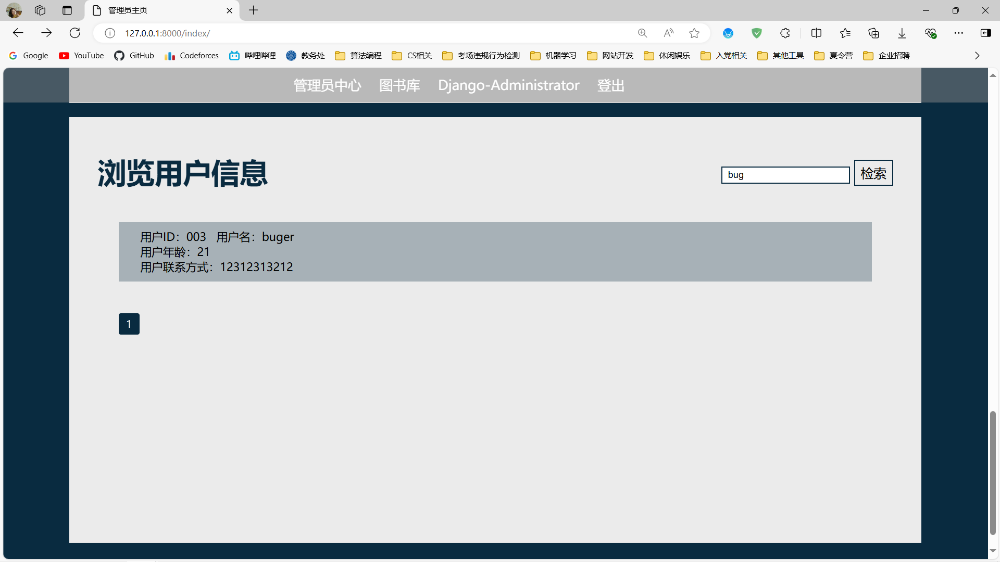 管理员主页
127.0.0.1:8000/index/
Google YouTube GitHub Codeforces 哔哩哔哩 教务处 算法编程 CS相关 考场违规行为检测 机器学习 网站开发 休闲娱乐 入党相关 其他工具 夏令营 企业招聘
管理员中心 图书库 Django-Administrator 登出
浏览用户信息
bug 检索
用户ID：003 用户名：buger
用户年龄：21
用户联系方式：12312313212
1